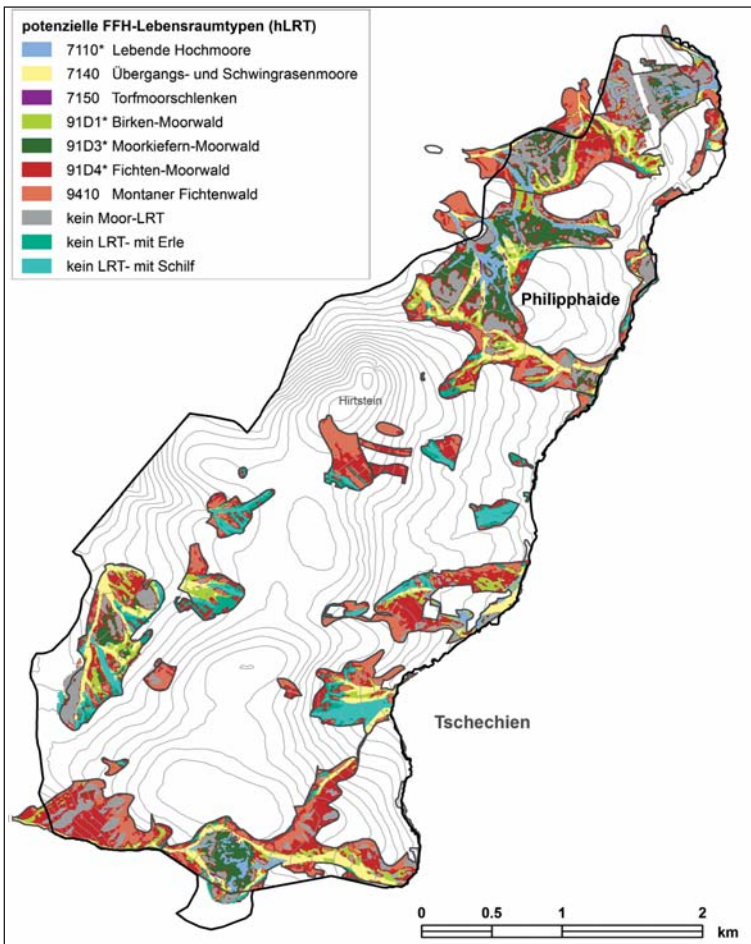 potenzielle FFH-Lebensraumtypen (hLRT)
7110* Lebende Hochmoore
7140 Übergangs- und Schwingrasenmoore
7150 Torfmoorschlenken
91D1* Birken-Moorwald
91D3* Moorkiefern-Moorwald
91D4* Fichten-Moorwald
9410 Montaner Fichtenwald
kein Moor-LRT
kein LRT- mit Erle
kein LRT- mit Schilf
Philipphaide
Hirtstein
Tschechien
0 0.5 1 2
km